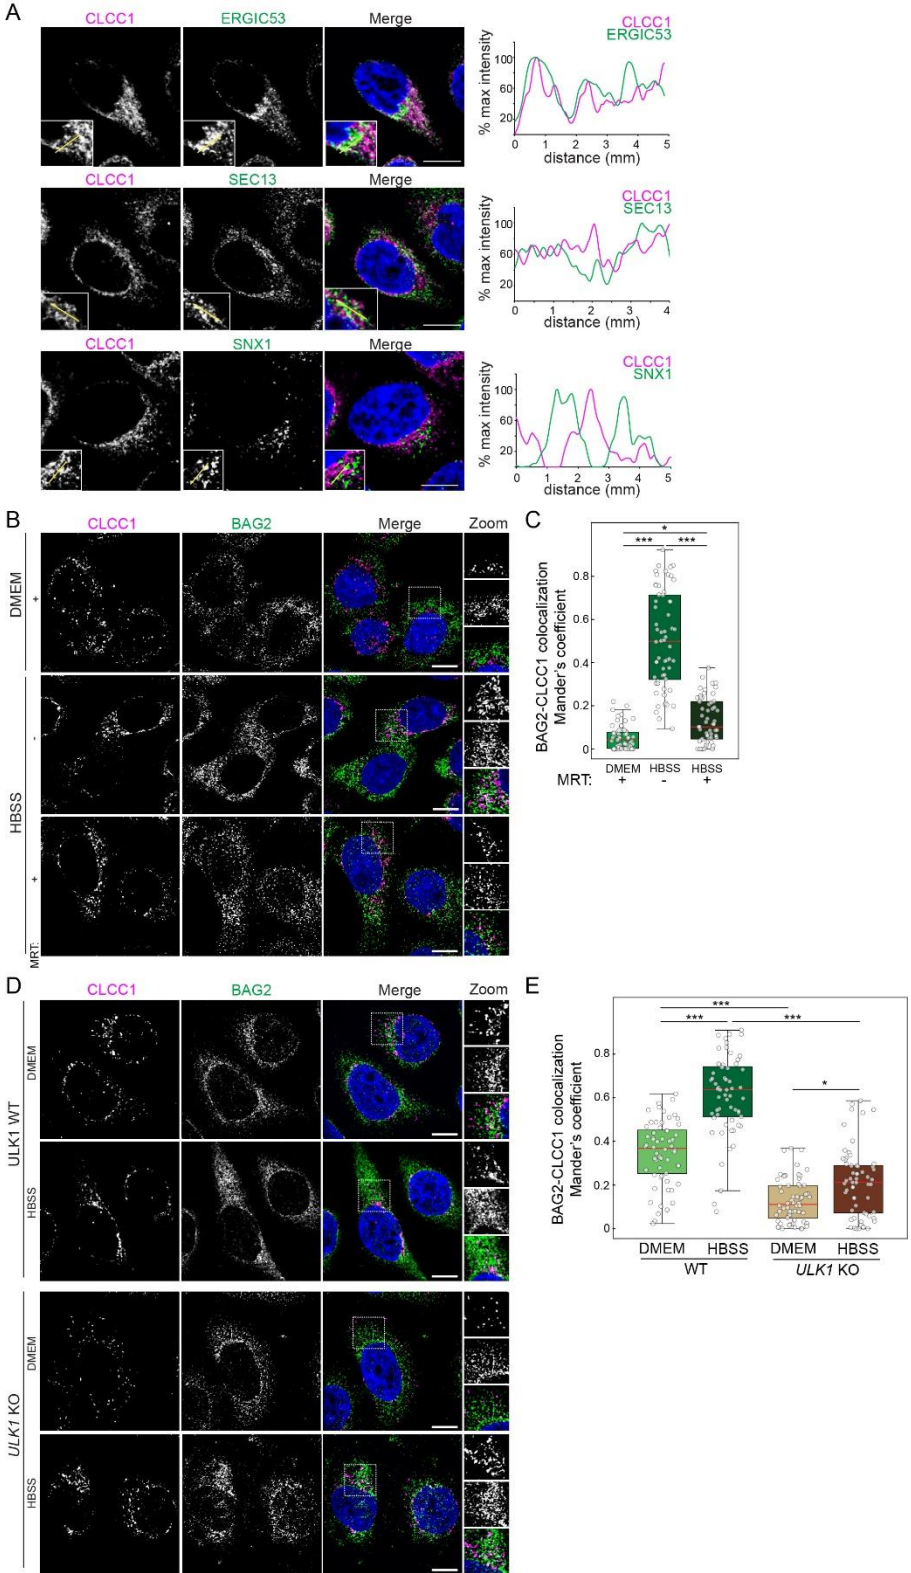 A
CLCC1 ERGIC53 Merge
CLCC1
ERGIC53
% max intensity
100
60
20
0 1 2 3 4 5
distance (mm)
CLCC1 SEC13 Merge
CLCC1
SEC13
% max intensity
100
60
20
0 1 2 3 4
distance (mm)
CLCC1 SNX1 Merge
CLCC1
SNX1
% max intensity
100
60
20
0 1 2 3 4 5
distance (mm)
B
CLCC1 BAG2 Merge Zoom
DMEM
+
HBSS
-
+
MRT:
C
BAG2-CLCC1 colocalization
Mander's coefficient
*
*** ***
0.8
0.6
0.4
0.2
0
DMEM HBSS HBSS
MRT: + - +
D
CLCC1 BAG2 Merge Zoom
ULK1 WT
DMEM
HBSS
ULK1 KO
DMEM
HBSS
E
BAG2-CLCC1 colocalization
Mander's coefficient
***
*** ***
*
0.8
0.6
0.4
0.2
0
DMEM HBSS DMEM HBSS
WT ULK1 KO